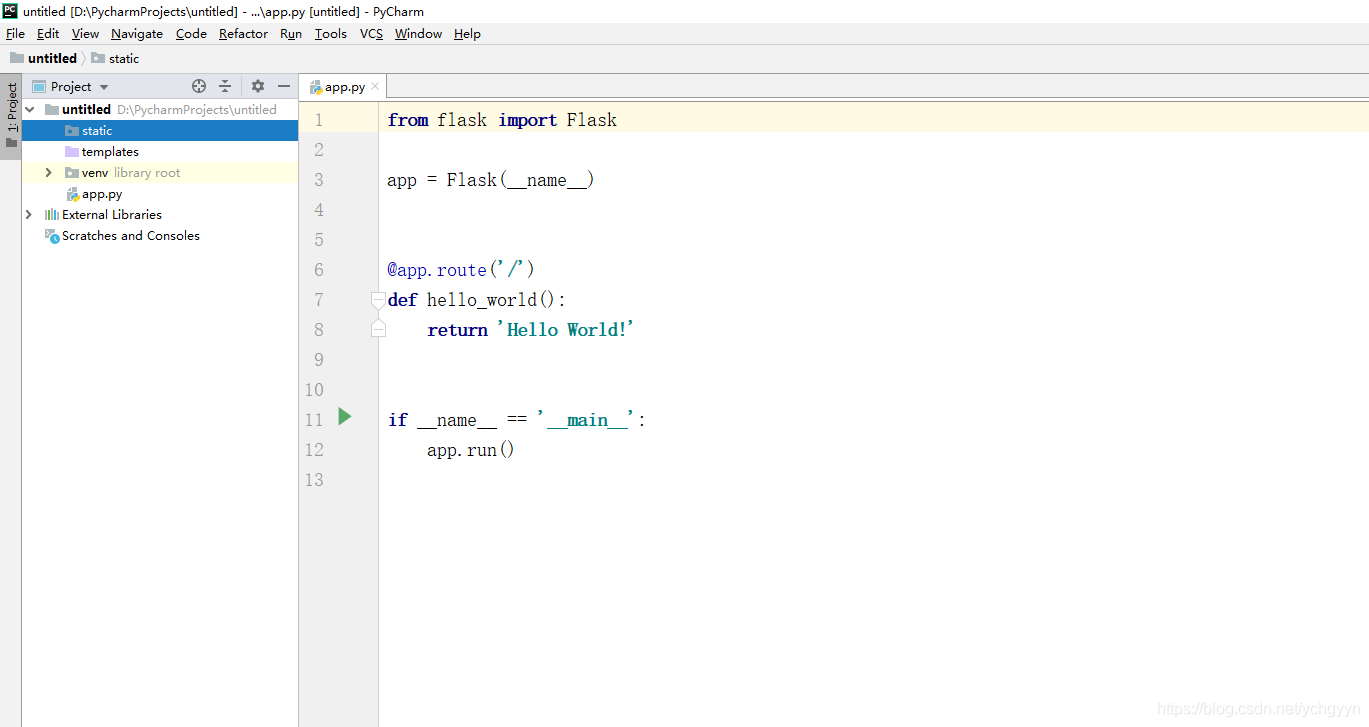 PC untitled [D:\PycharmProjects\untitled] - ...\app.py [untitled] - PyCharm
File Edit View Navigate Code Refactor Run Tools VCS Window Help
untitled static
1: Project
Project
app.py
untitled D:\PycharmProjects\untitled
static
templates
venv library root
app.py
External Libraries
Scratches and Consoles
1 from flask import Flask
2
3 app = Flask(__name__)
4
5
6 @app.route('/')
7 def hello_world():
8     return 'Hello World!'
9
10
11 if __name__ == '__main__':
12     app.run()
13
https://blog.csdn.net/ychgyyn